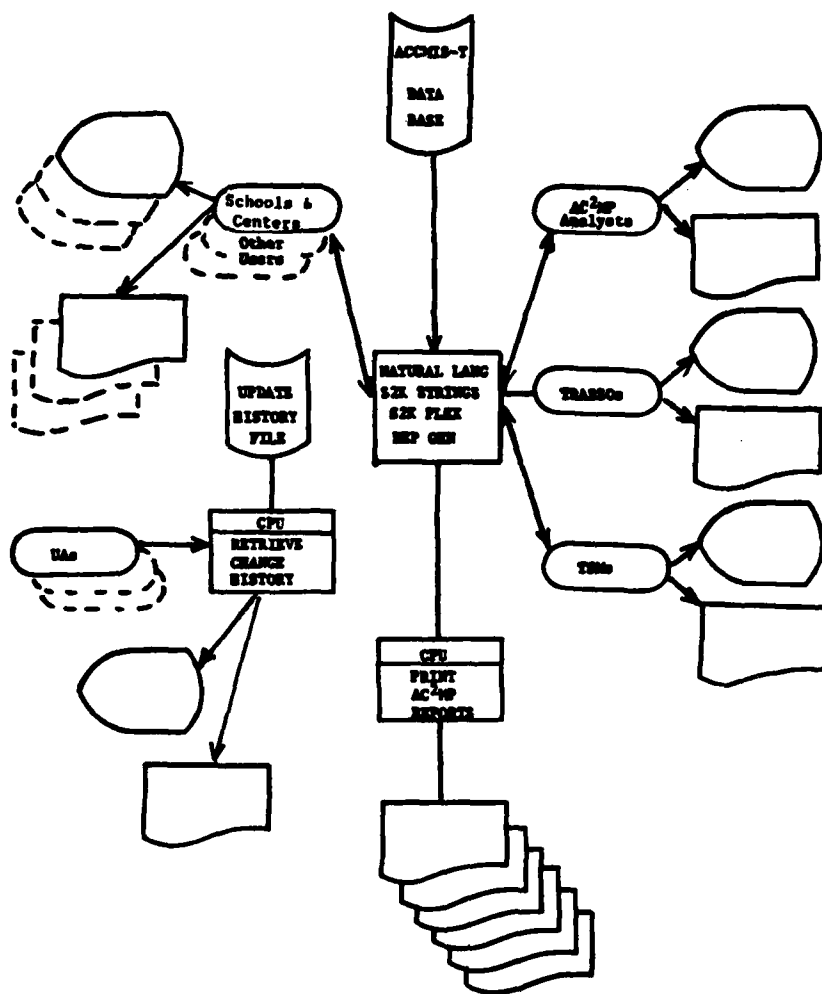 ACCMIS-T
DATA
BASE
Schools &
Centers
Other
Users
AC²MP
Analysts
NATURAL LANG
S2K STRINGS
S2K PLEX
REP GEN
TRASSOs
UPDATE
HISTORY
FILE
CPU
RETRIEVE
CHANGE
HISTORY
UAs
TSMs
CPU
PRINT
AC²MP
REPORTS